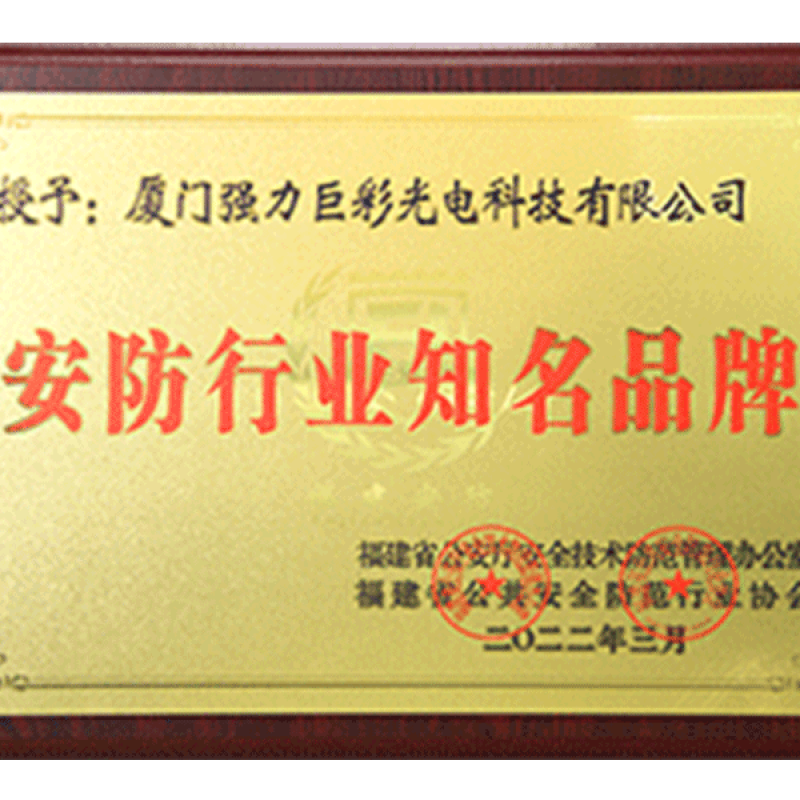 授予：厦门强力巨彩光电科技有限公司
安防行业知名品牌
福建省公安厅安全技术防范管理办公室
福建省公共安全防范行业协会
二〇二二年三月